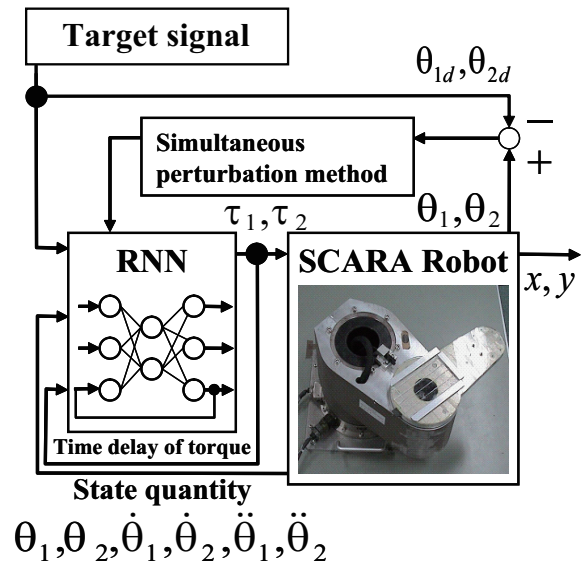 Target signal
θ1d,θ2d
−
Simultaneous
perturbation method
+
τ1,τ2
θ1,θ2
RNN
SCARA Robot
x, y
Time delay of torque
State quantity
θ1,θ2,θ̇1,θ̇2,θ̈1,θ̈2